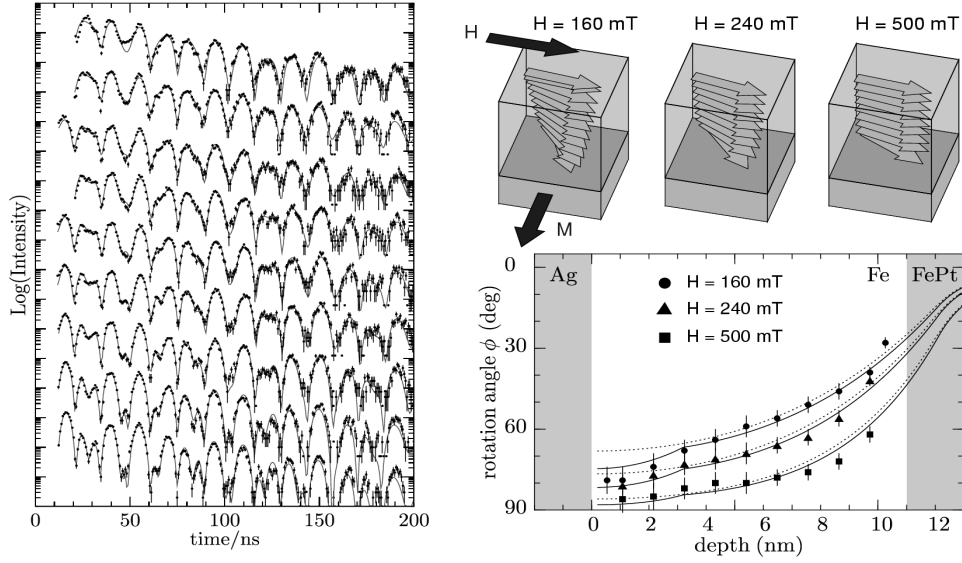 Log(Intensity)
0 50 100 150 200
time/ns
H = 160 mT H = 240 mT H = 500 mT
H
M
Ag Fe FePt
H = 160 mT
H = 240 mT
H = 500 mT
rotation angle ϕ (deg)
0
30
60
90
0 2 4 6 8 10 12
depth (nm)